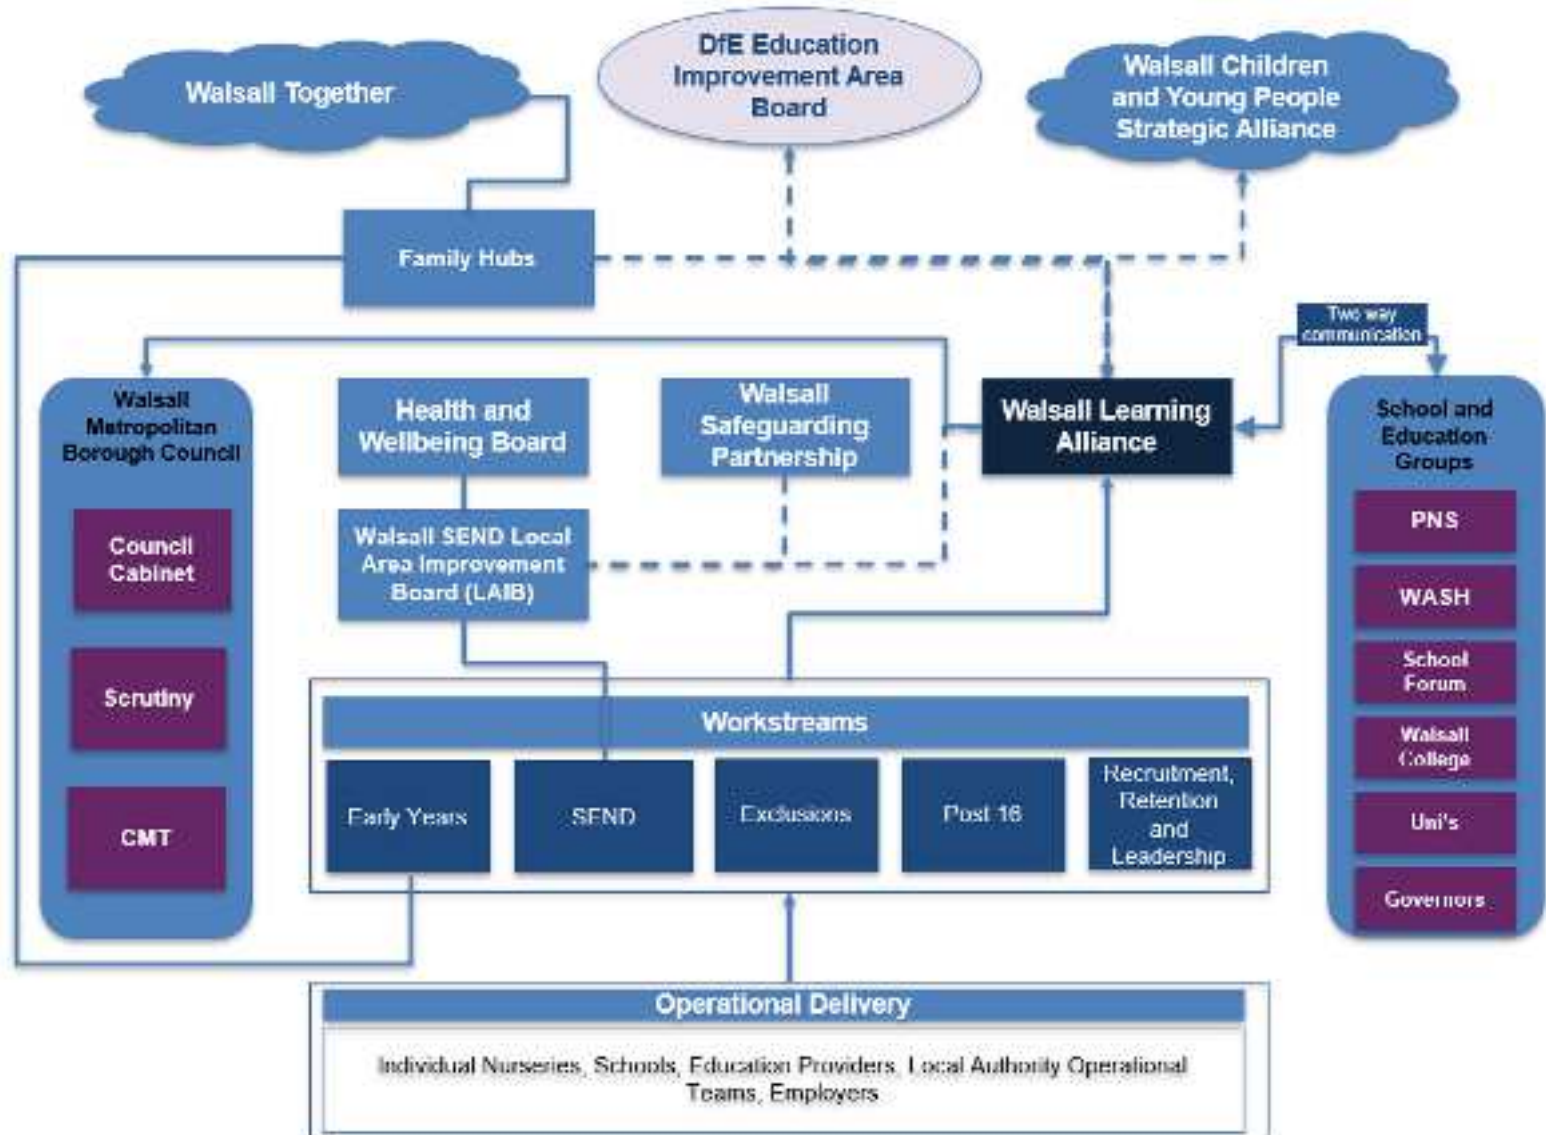 Walsall Together
DfE Education
Improvement Area
Board
Walsall Children
and Young People
Strategic Alliance
Family Hubs
Two way
communication
Walsall
Metropolitan
Borough Council
Council
Cabinet
Scrutiny
CMT
Health and
Wellbeing Board
Walsall
Safeguarding
Partnership
Walsall Learning
Alliance
Walsall SEND Local
Area Improvement
Board (LAIB)
School and
Education
Groups
PNS
WASH
School
Forum
Walsall
College
Uni's
Governors
Workstreams
Early Years
SEND
Exclusions
Post 16
Recruitment,
Retention
and
Leadership
Operational Delivery
Individual Nurseries, Schools, Education Providers, Local Authority Operational
Teams, Employers